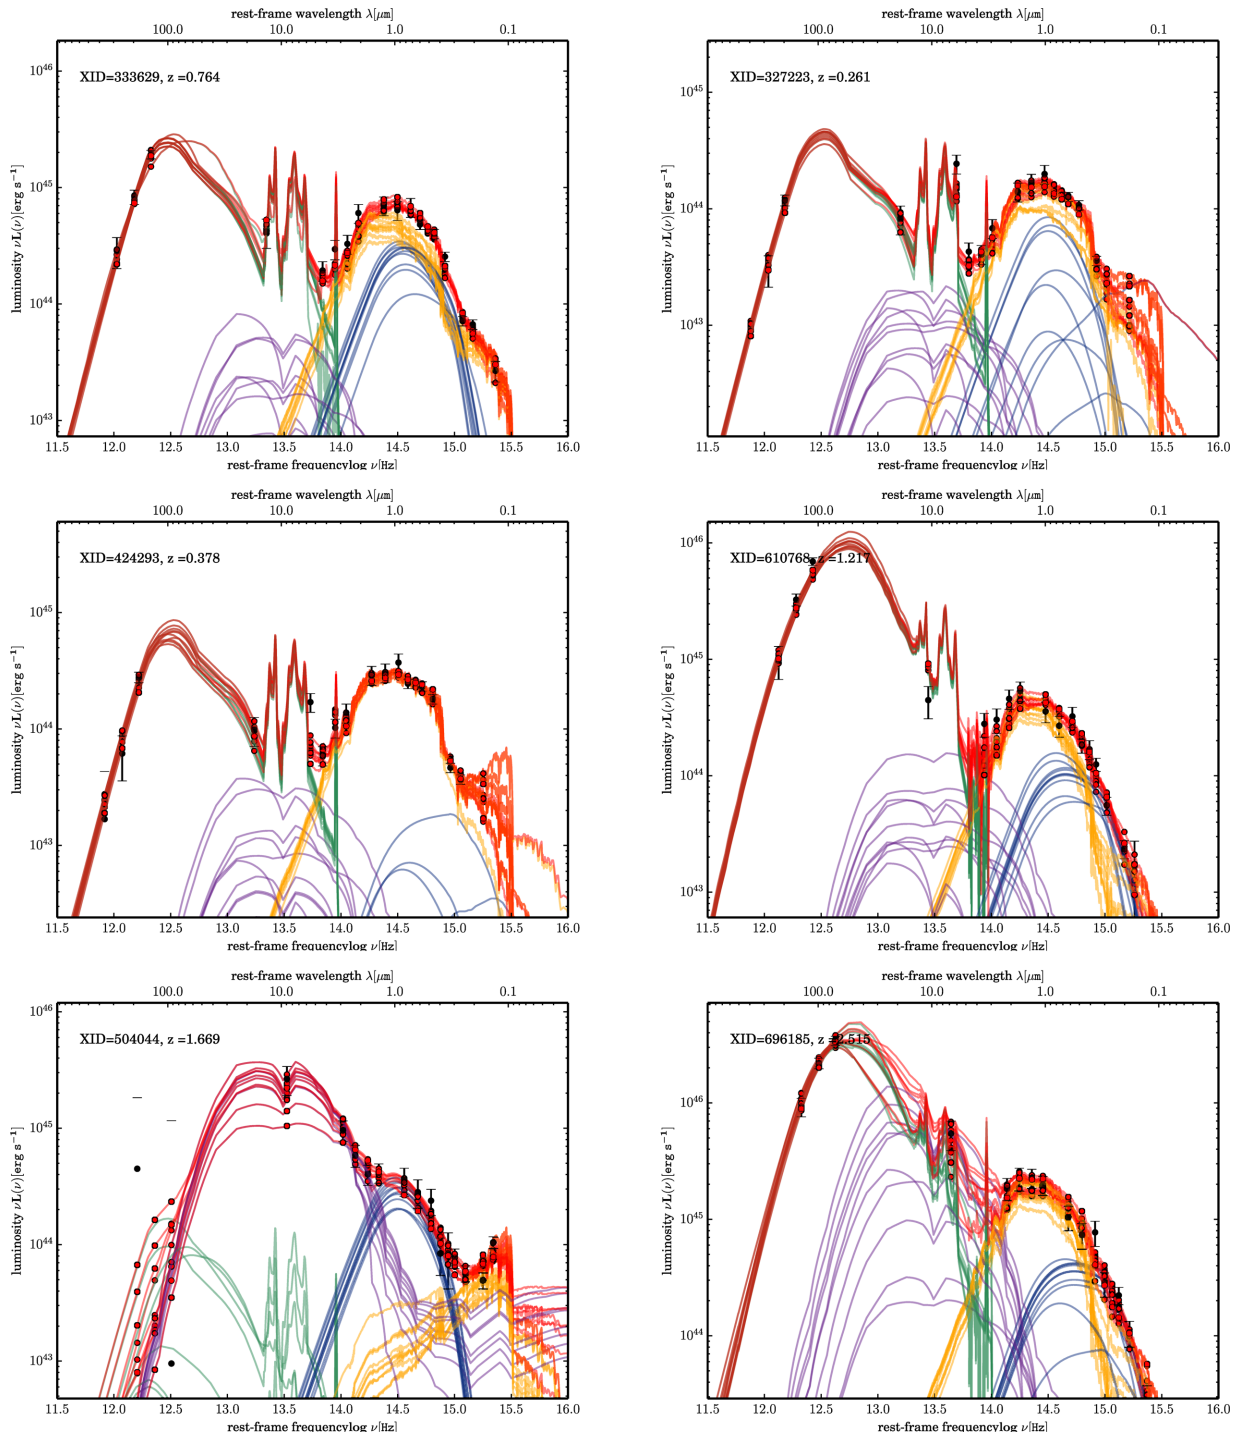 rest-frame wavelength λ[μm]
100.0 10.0 1.0 0.1
XID=333629, z =0.764
10^46
10^45
10^44
10^43
luminosity νL(ν)[erg s^−1]
11.5 12.0 12.5 13.0 13.5 14.0 14.5 15.0 15.5 16.0
rest-frame frequencylog ν[Hz]
rest-frame wavelength λ[μm]
100.0 10.0 1.0 0.1
XID=327223, z =0.261
10^45
10^44
10^43
luminosity νL(ν)[erg s^−1]
11.5 12.0 12.5 13.0 13.5 14.0 14.5 15.0 15.5 16.0
rest-frame frequencylog ν[Hz]
rest-frame wavelength λ[μm]
100.0 10.0 1.0 0.1
XID=424293, z =0.378
10^45
10^44
10^43
luminosity νL(ν)[erg s^−1]
11.5 12.0 12.5 13.0 13.5 14.0 14.5 15.0 15.5 16.0
rest-frame frequencylog ν[Hz]
rest-frame wavelength λ[μm]
100.0 10.0 1.0 0.1
XID=610768, z =1.217
10^46
10^45
10^44
10^43
luminosity νL(ν)[erg s^−1]
11.5 12.0 12.5 13.0 13.5 14.0 14.5 15.0 15.5 16.0
rest-frame frequencylog ν[Hz]
rest-frame wavelength λ[μm]
100.0 10.0 1.0 0.1
XID=504044, z =1.669
10^46
10^45
10^44
10^43
luminosity νL(ν)[erg s^−1]
11.5 12.0 12.5 13.0 13.5 14.0 14.5 15.0 15.5 16.0
rest-frame frequencylog ν[Hz]
rest-frame wavelength λ[μm]
100.0 10.0 1.0 0.1
XID=696185, z =2.515
10^46
10^45
10^44
luminosity νL(ν)[erg s^−1]
11.5 12.0 12.5 13.0 13.5 14.0 14.5 15.0 15.5 16.0
rest-frame frequencylog ν[Hz]